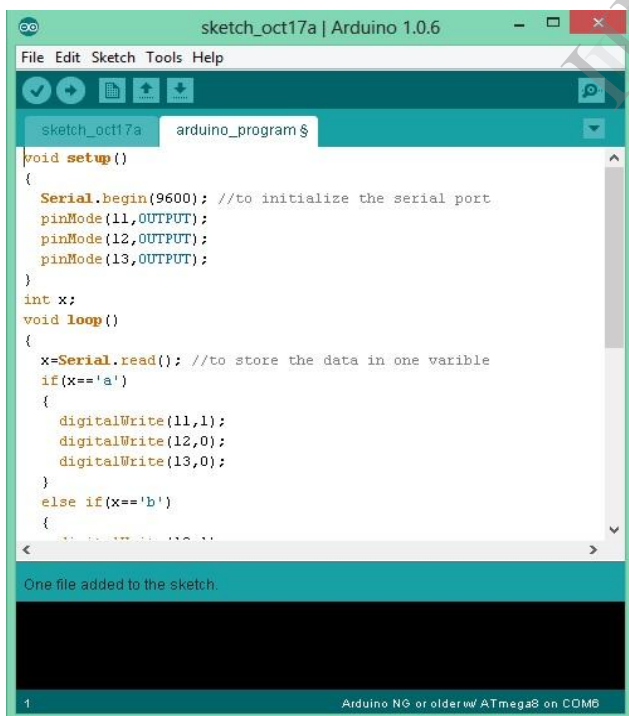 sketch_oct17a | Arduino 1.0.6
File Edit Sketch Tools Help
sketch_oct17a arduino_program §
void setup()
{
Serial.begin(9600); //to initialize the serial port
pinMode(11,OUTPUT);
pinMode(12,OUTPUT);
pinMode(13,OUTPUT);
}
int x;
void loop()
{
x=Serial.read(); //to store the data in one varible
if(x=='a')
{
digitalWrite(11,1);
digitalWrite(12,0);
digitalWrite(13,0);
}
else if(x=='b')
{
One file added to the sketch.
1 Arduino NG or older w/ ATmega8 on COM6